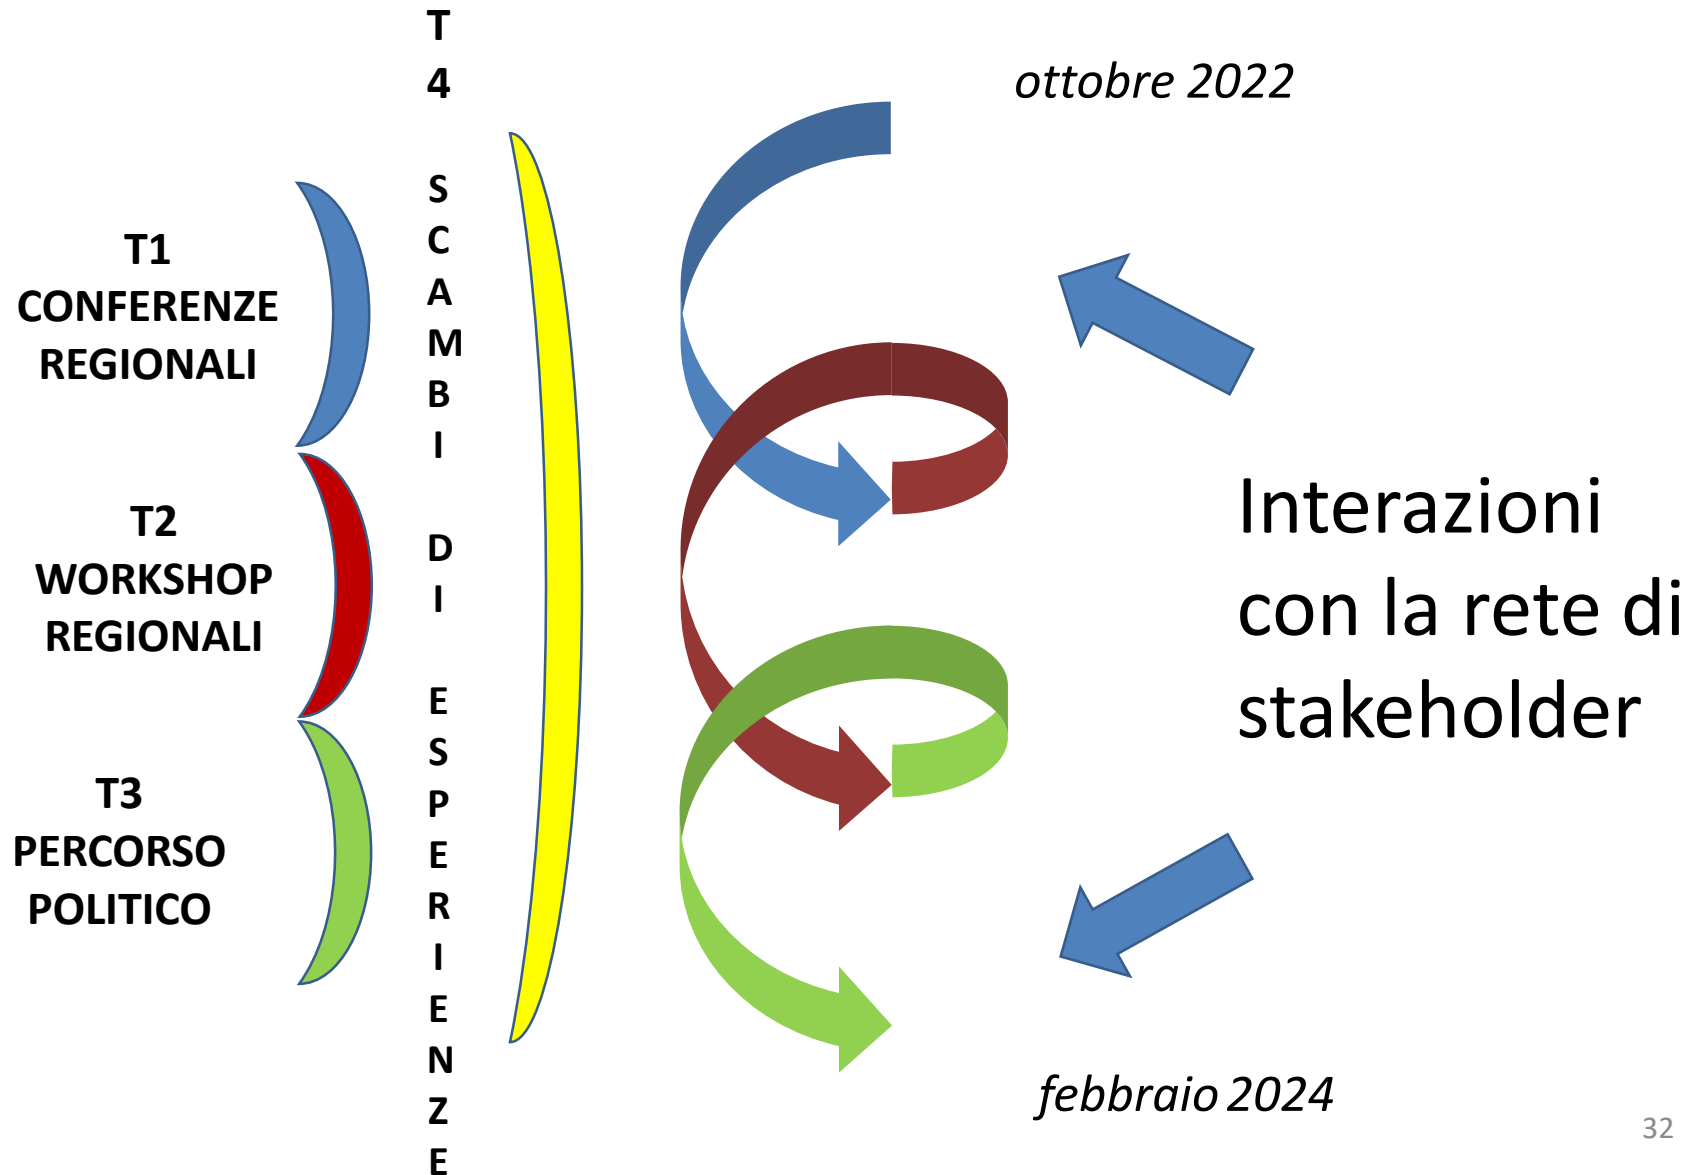 T1
CONFERENZE
REGIONALI
T2
WORKSHOP
REGIONALI
T3
PERCORSO
POLITICO
T
4
S
C
A
M
B
I
D
I
E
S
P
E
R
I
E
N
Z
E
ottobre 2022
Interazioni
con la rete di
stakeholder
febbraio 2024
32